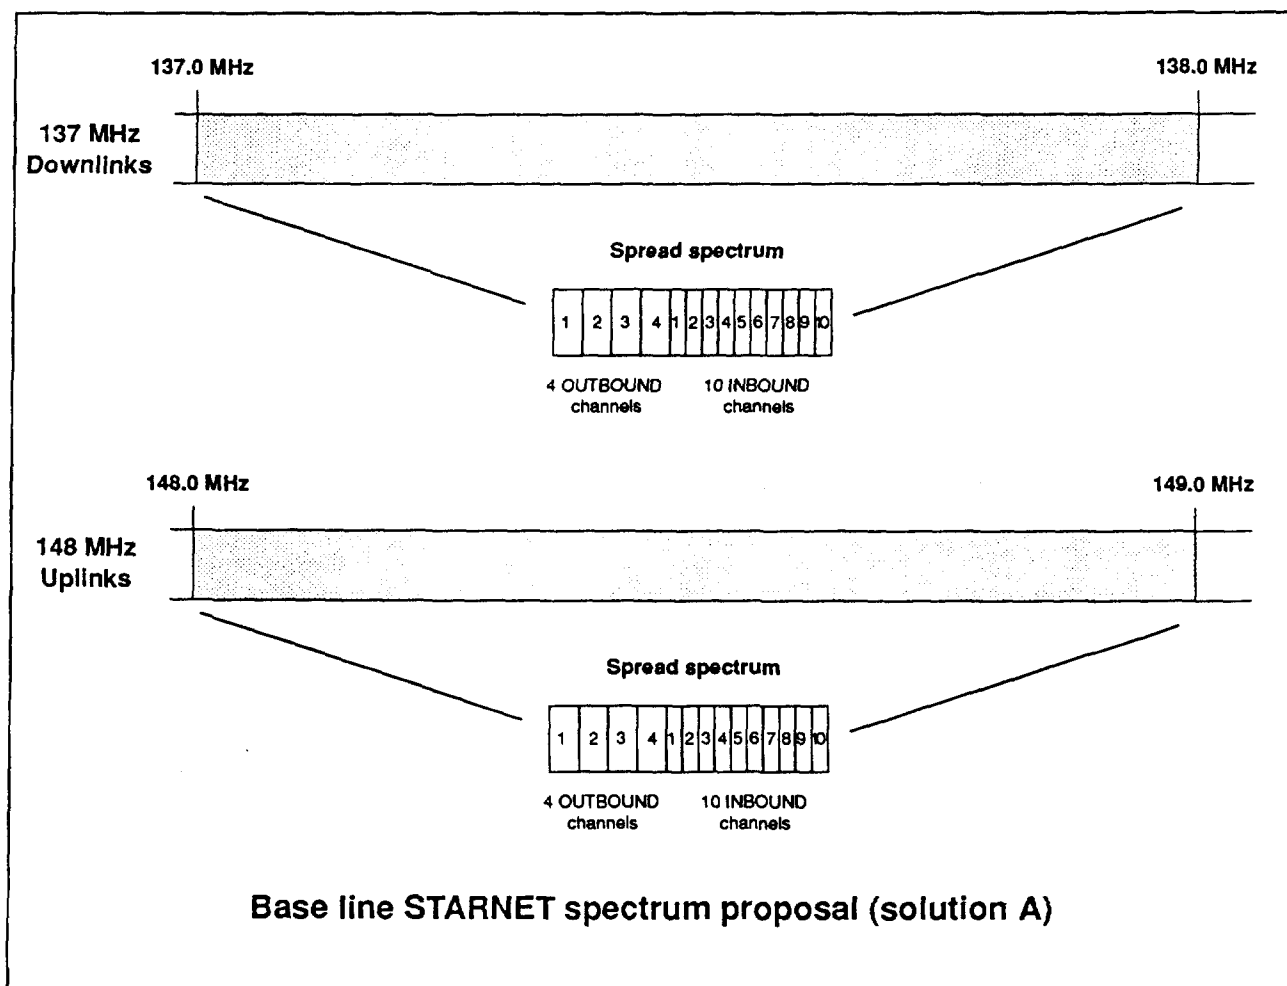 137.0 MHz
138.0 MHz
137 MHz
Downlinks
Spread spectrum
1 2 3 4 1 2 3 4 5 6 7 8 9 10
4 OUTBOUND
channels
10 INBOUND
channels
148.0 MHz
149.0 MHz
148 MHz
Uplinks
Spread spectrum
1 2 3 4 1 2 3 4 5 6 7 8 9 10
4 OUTBOUND
channels
10 INBOUND
channels
Base line STARNET spectrum proposal (solution A)